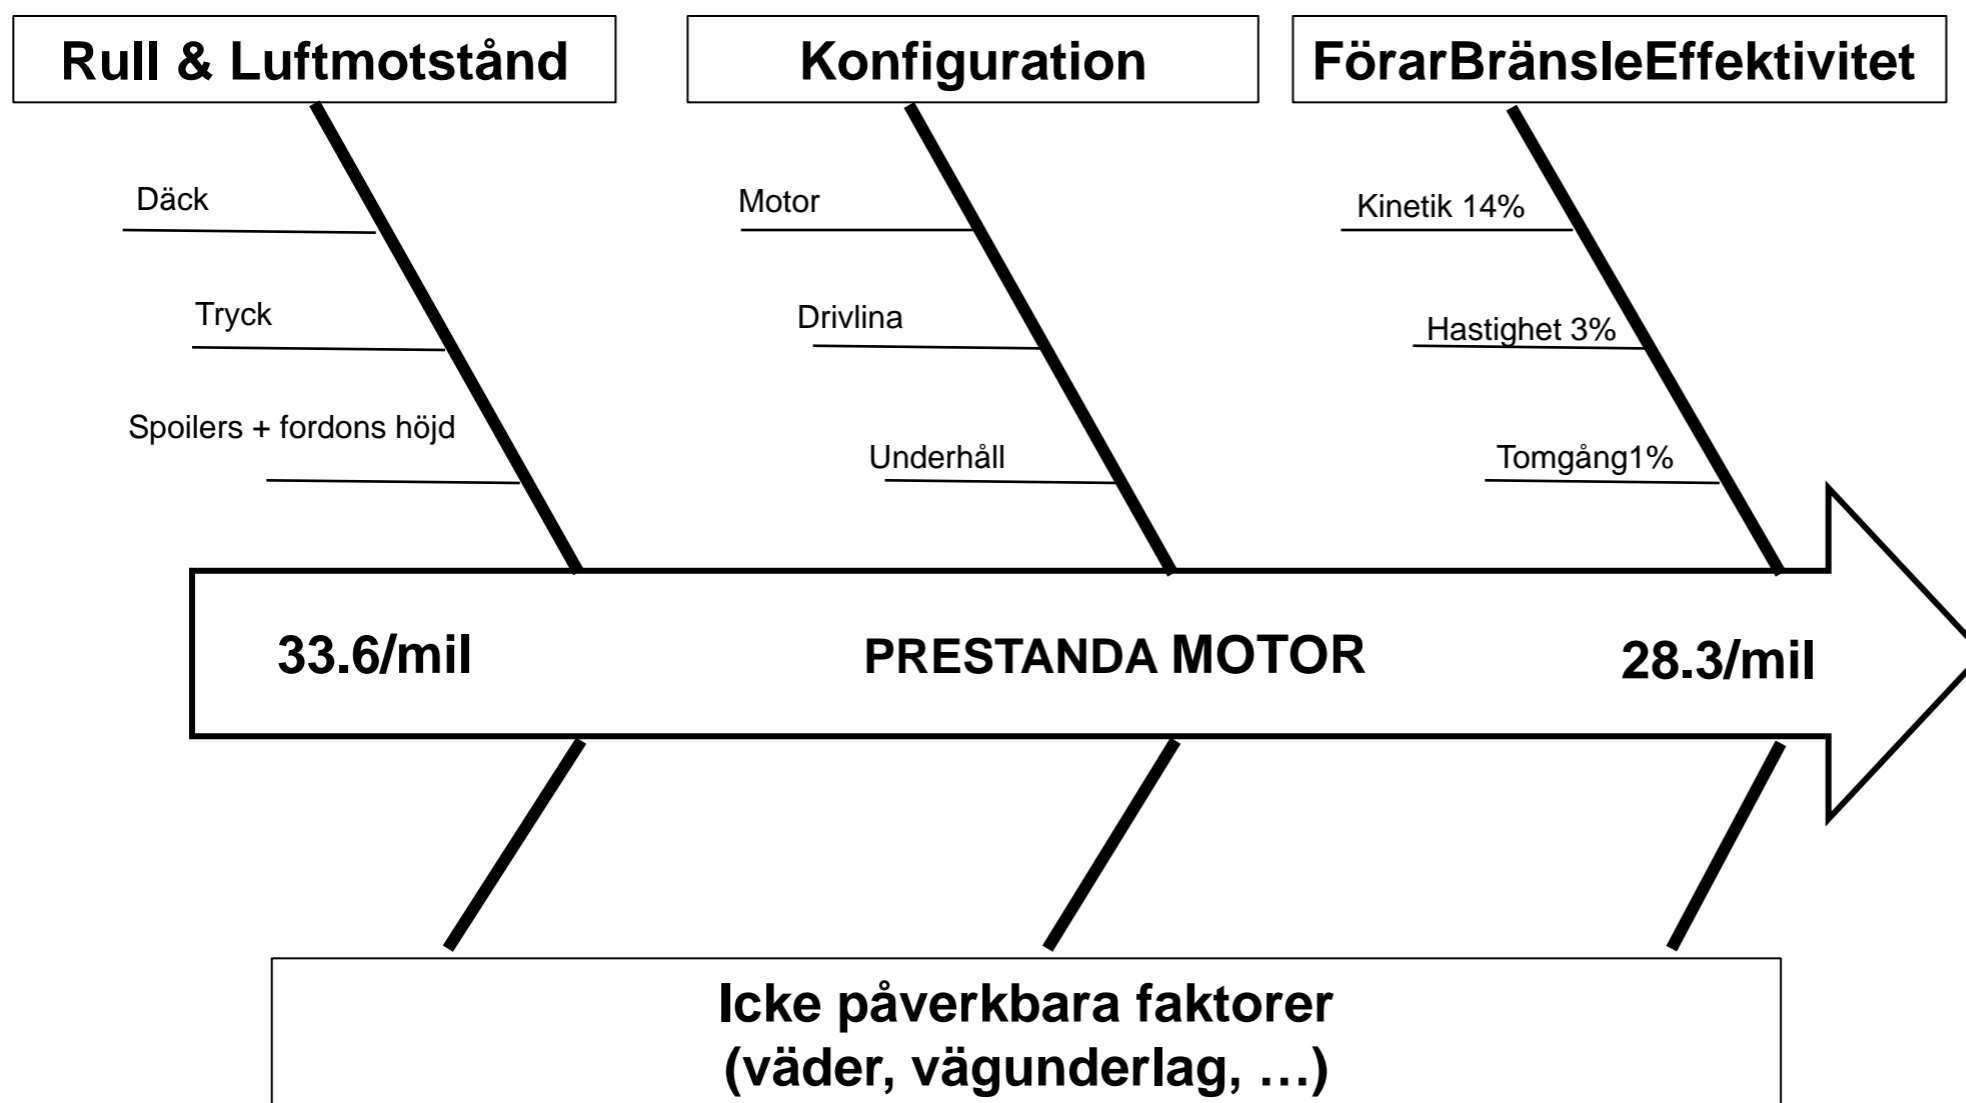 Rull & Luftmotstånd
Konfiguration
FörarBränsleEffektivitet
Däck
Tryck
Spoilers + fordons höjd
Motor
Drivlina
Underhåll
Kinetik 14%
Hastighet 3%
Tomgång1%
33.6/mil
PRESTANDA MOTOR
28.3/mil
Icke påverkbara faktorer
(väder, vägunderlag, …)